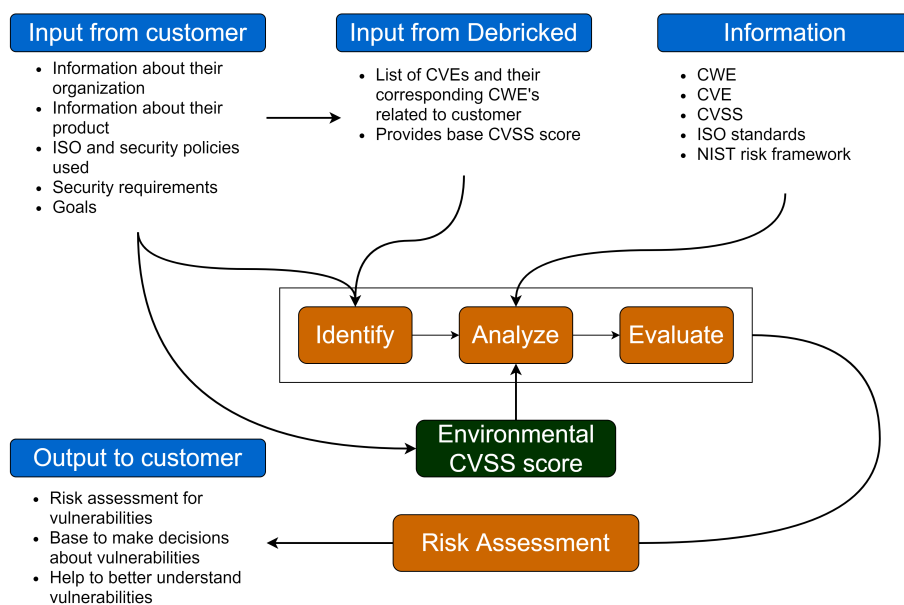 Input from customer
• Information about their
organization
• Information about their
product
• ISO and security policies
used
• Security requirements
• Goals
Input from Debricked
• List of CVEs and their
corresponding CWE's
related to customer
• Provides base CVSS score
Information
• CWE
• CVE
• CVSS
• ISO standards
• NIST risk framework
Identify
Analyze
Evaluate
Environmental
CVSS score
Output to customer
• Risk assessment for
vulnerabilities
• Base to make decisions
about vulnerabilities
• Help to better understand
vulnerabilities
Risk Assessment